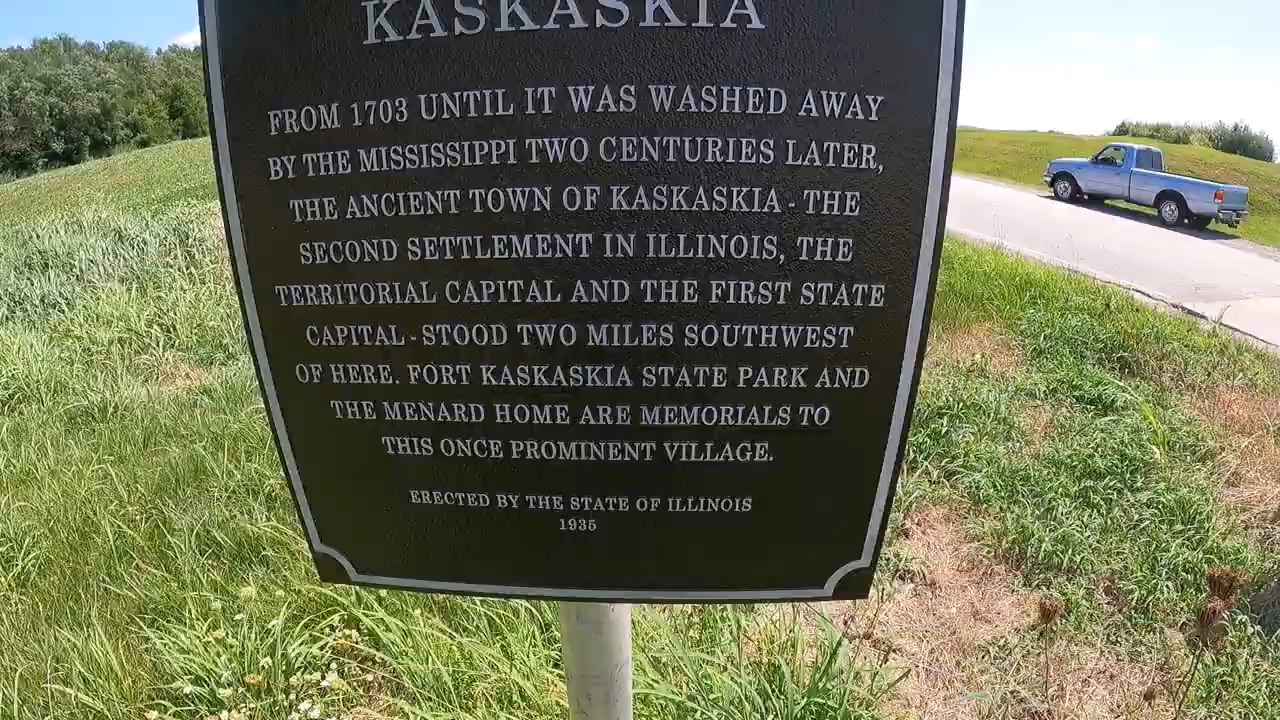 KASKASKIA
FROM 1703 UNTIL IT WAS WASHED AWAY
BY THE MISSISSIPPI TWO CENTURIES LATER,
THE ANCIENT TOWN OF KASKASKIA - THE
SECOND SETTLEMENT IN ILLINOIS, THE
TERRITORIAL CAPITAL AND THE FIRST STATE
CAPITAL - STOOD TWO MILES SOUTHWEST
OF HERE. FORT KASKASKIA STATE PARK AND
THE MENARD HOME ARE MEMORIALS TO
THIS ONCE PROMINENT VILLAGE.
ERECTED BY THE STATE OF ILLINOIS
1935